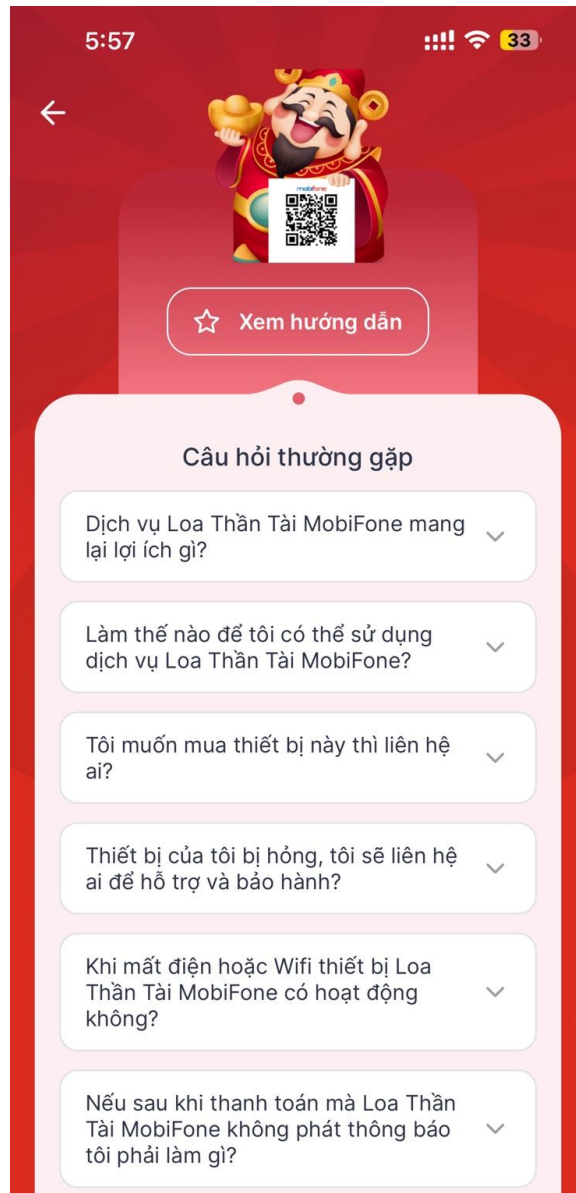 5:57
33
mobifone
Xem hướng dẫn
Câu hỏi thường gặp
Dịch vụ Loa Thần Tài MobiFone mang
lại lợi ích gì?
Làm thế nào để tôi có thể sử dụng
dịch vụ Loa Thần Tài MobiFone?
Tôi muốn mua thiết bị này thì liên hệ
ai?
Thiết bị của tôi bị hỏng, tôi sẽ liên hệ
ai để hỗ trợ và bảo hành?
Khi mất điện hoặc Wifi thiết bị Loa
Thần Tài MobiFone có hoạt động
không?
Nếu sau khi thanh toán mà Loa Thần
Tài MobiFone không phát thông báo
tôi phải làm gì?